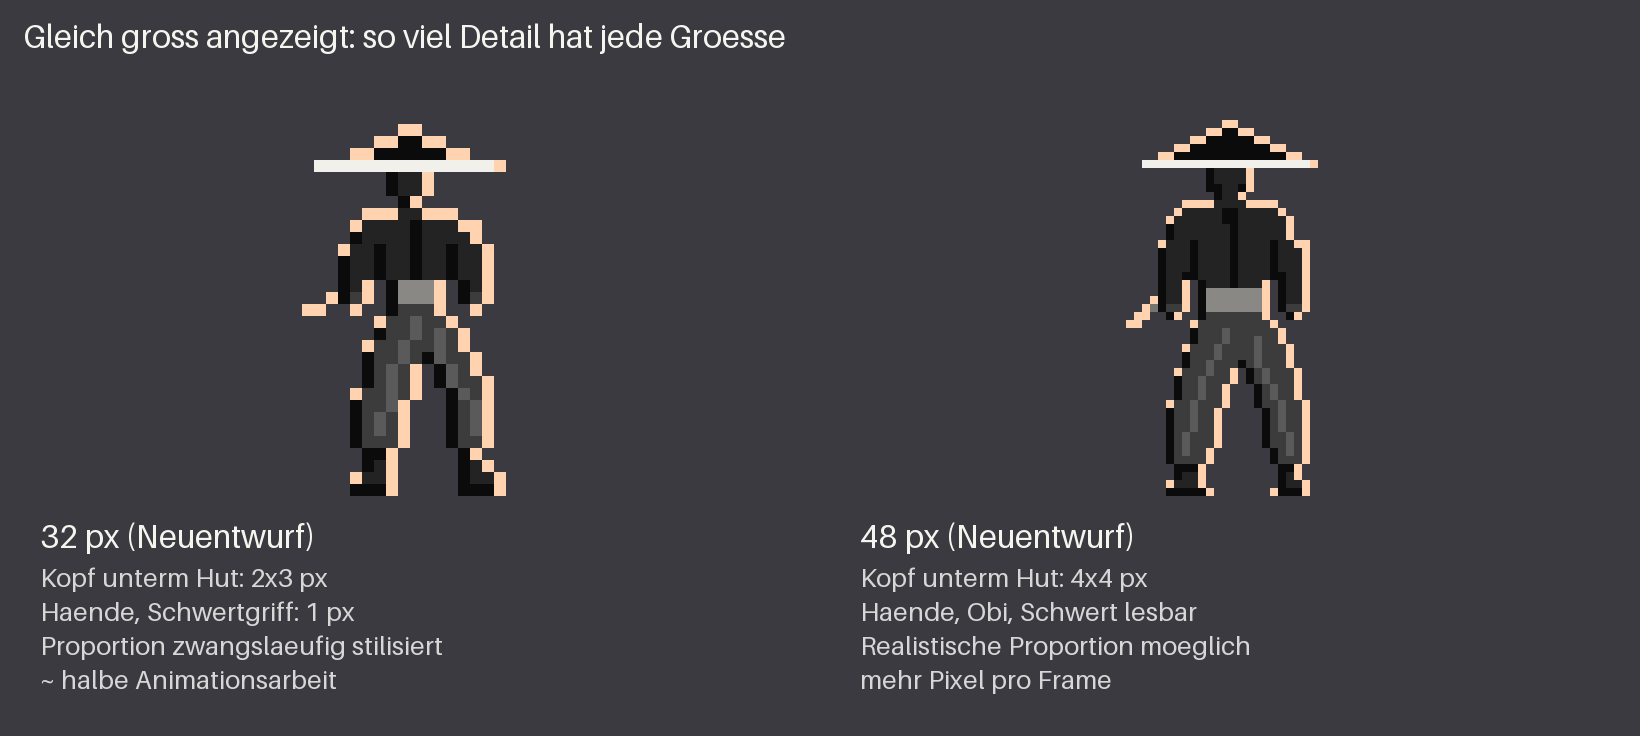 Gleich gross angezeigt: so viel Detail hat jede Groesse
32 px (Neuentwurf)
Kopf unterm Hut: 2x3 px
Haende, Schwertgriff: 1 px
Proportion zwangslaeufig stilisiert
~ halbe Animationsarbeit
48 px (Neuentwurf)
Kopf unterm Hut: 4x4 px
Haende, Obi, Schwert lesbar
Realistische Proportion moeglich
mehr Pixel pro Frame